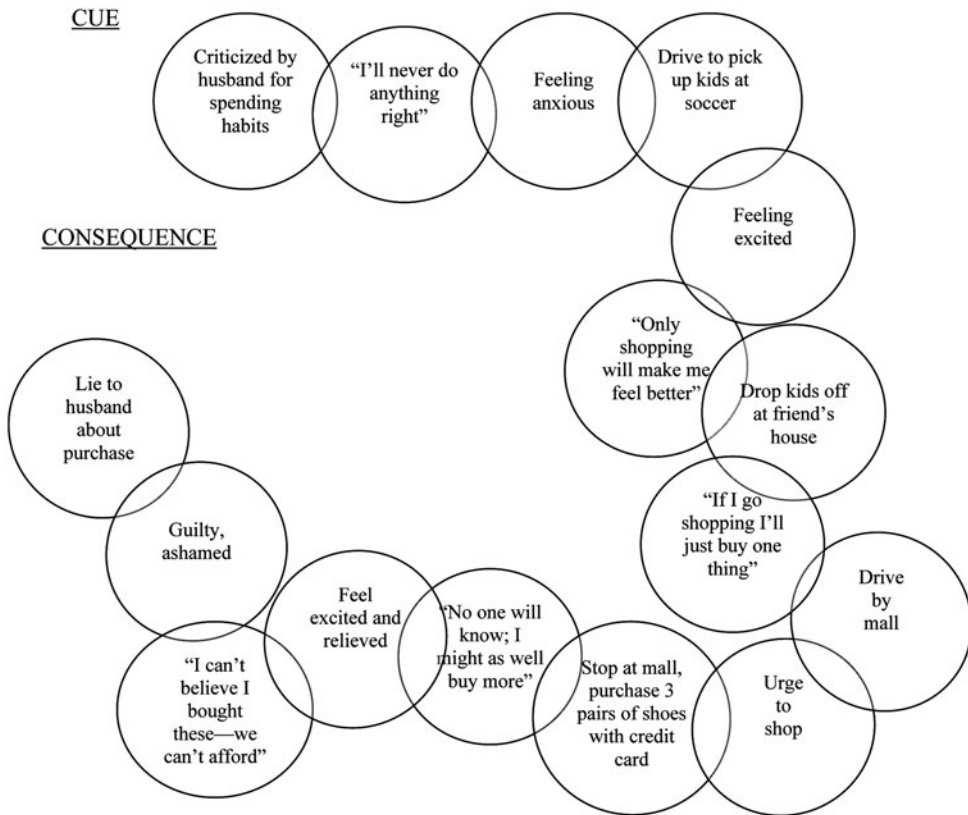 CUE
Criticized by
husband for
spending
habits
“I’ll never do
anything
right”
Feeling
anxious
Drive to pick
up kids at
soccer
Feeling
excited
CONSEQUENCE
“Only
shopping
will make me
feel better”
Drop kids off
at friend’s
house
“If I go
shopping I’ll
just buy one
thing”
Drive
by
mall
Urge
to
shop
Stop at mall,
purchase 3
pairs of shoes
with credit
card
“No one will
know; I
might as well
buy more”
Feel
excited and
relieved
“I can’t
believe I
bought
these—we
can’t afford”
Guilty,
ashamed
Lie to
husband
about
purchase